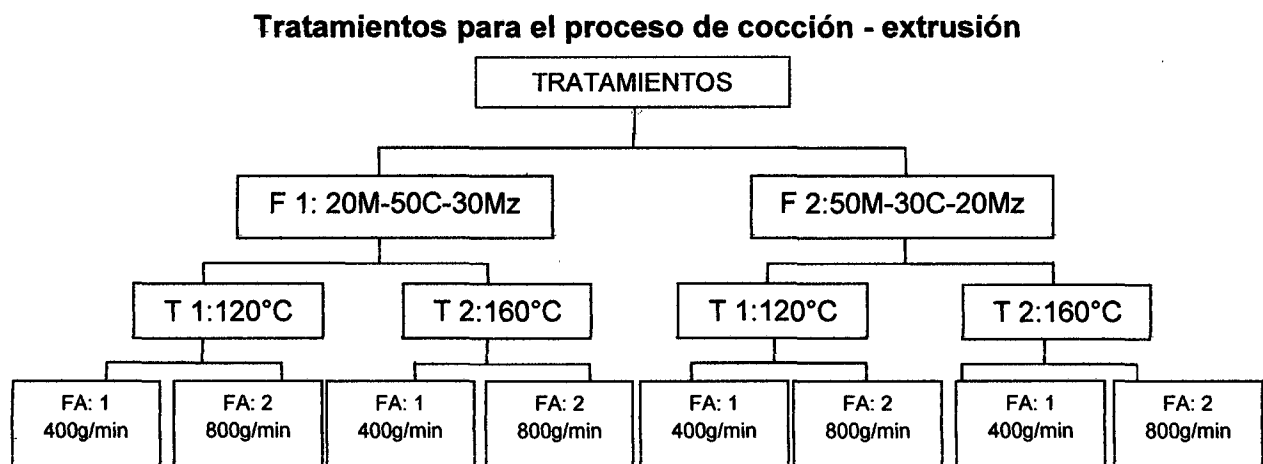 Tratamientos para el proceso de cocción - extrusión
TRATAMIENTOS
F 1: 20M-50C-30Mz
F 2:50M-30C-20Mz
T 1:120°C
T 2:160°C
T 1:120°C
T 2:160°C
FA: 1
400g/min
FA: 2
800g/min
FA: 1
400g/min
FA: 2
800g/min
FA: 1
400g/min
FA: 2
800g/min
FA: 1
400g/min
FA: 2
800g/min